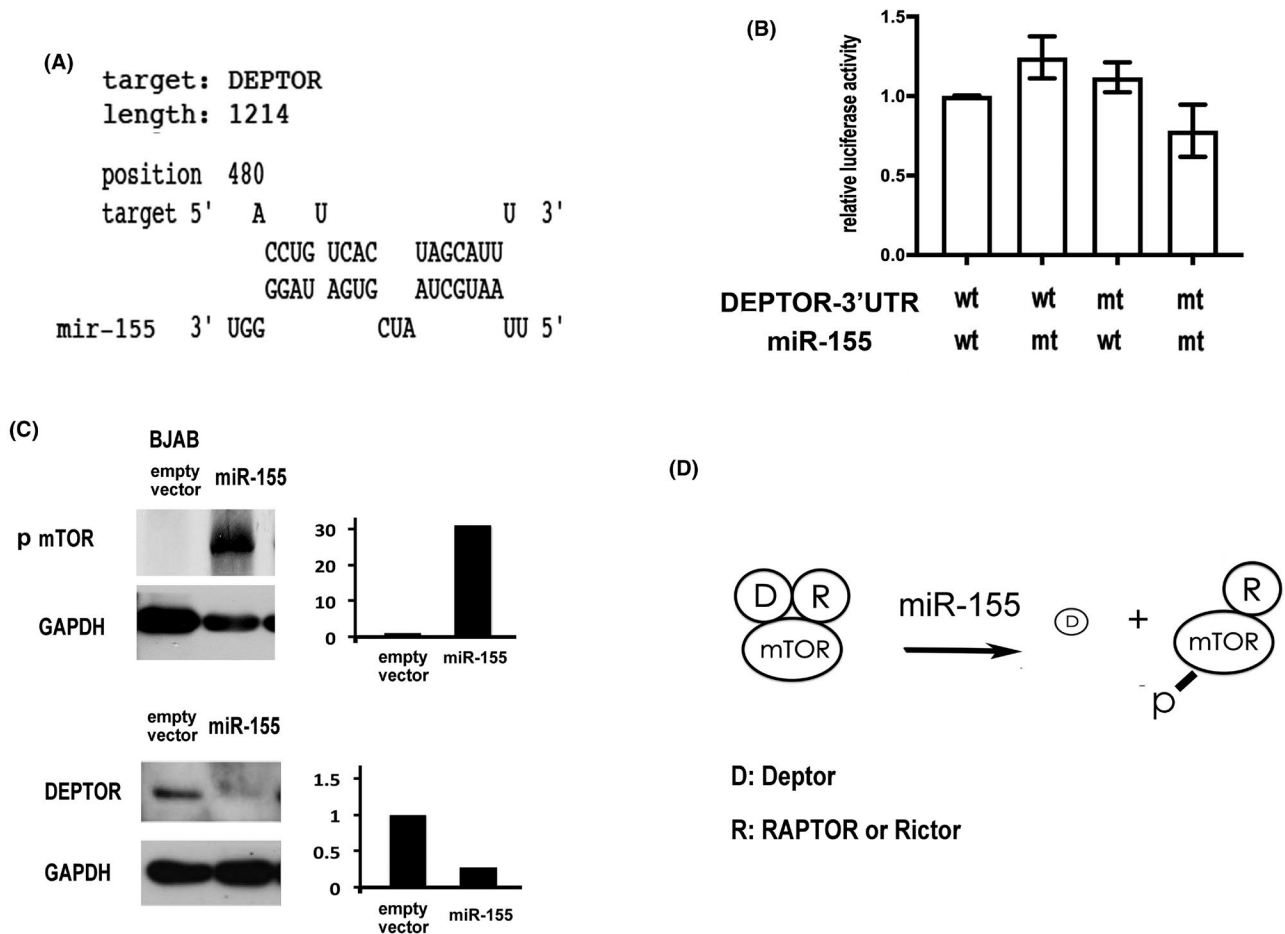 (A)
target: DEPTOR
length: 1214
position 480
target 5' A U U 3'
CCUG UCAC UAGCAUU
GGAU AGUG AUCGUAA
mir-155 3' UGG CUA UU 5'
(B)
relative luciferase activity
1.5
1.0
0.5
0.0
DEPTOR-3'UTR wt wt mt mt
miR-155 wt mt wt mt
(C)
BJAB
empty vector miR-155
p mTOR
GAPDH
30
20
10
0
empty vector miR-155
empty vector miR-155
DEPTOR
GAPDH
1.5
1
0.5
0
empty vector miR-155
(D)
D R mTOR
miR-155
D + R mTOR
- p
D: Deptor
R: RAPTOR or Rictor